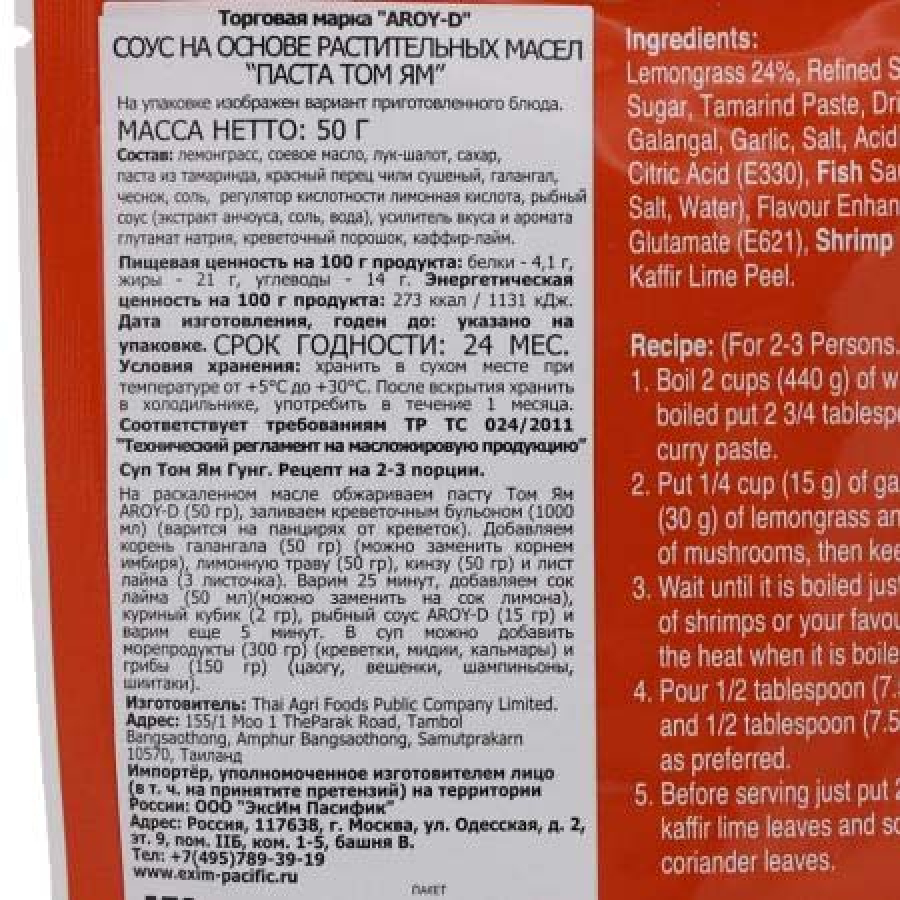 Торговая марка "AROY-D"
СОУС НА ОСНОВЕ РАСТИТЕЛЬНЫХ МАСЕЛ
"ПАСТА ТОМ ЯМ"
На упаковке изображен вариант приготовленного блюда.
МАССА НЕТТО: 50 Г
Состав: лемонграсс, соевое масло, лук-шалот, сахар,
паста из тамаринда, красный перец чили сушеный, галангал,
чеснок, соль, регулятор кислотности лимонная кислота, рыбный
соус (экстракт анчоуса, соль, вода), усилитель вкуса и аромата
глутамат натрия, креветочный порошок, каффир-лайм.
Пищевая ценность на 100 г продукта: белки - 4,1 г,
жиры - 21 г, углеводы - 14 г. Энергетическая
ценность на 100 г продукта: 273 ккал / 1131 кДж.
Дата изготовления, годен до: указано на
упаковке. СРОК ГОДНОСТИ: 24 МЕС.
Условия хранения: хранить в сухом месте при
температуре от +5°C до +30°C. После вскрытия хранить
в холодильнике, употребить в течение 1 месяца.
Соответствует требованиям ТР ТС 024/2011
"Технический регламент на масложировую продукцию"
Суп Том Ям Гунг. Рецепт на 2-3 порции.
На раскаленном масле обжариваем пасту Том Ям
AROY-D (50 гр), заливаем креветочным бульоном (1000
мл) (варится на панцирях от креветок). Добавляем
корень галангала (50 гр) (можно заменить корнем
имбиря), лимонную траву (50 гр), кинзу (50 гр) и лист
лайма (3 листочка). Варим 25 минут, добавляем сок
лайма (50 мл)(можно заменить на сок лимона),
куриный кубик (2 гр), рыбный соус AROY-D (15 гр) и
варим еще 5 минут. В суп можно добавить
морепродукты (300 гр) (креветки, мидии, кальмары) и
грибы (150 гр) (цаогу, вешенки, шампиньоны,
шиитаки).
Изготовитель: Thai Agri Foods Public Company Limited.
Адрес: 155/1 Moo 1 TheParak Road, Tambol
Bangsaothong, Amphur Bangsaothong, Samutprakarn
10570, Таиланд
Импортёр, уполномоченное изготовителем лицо
(в т. ч. на принятите претензий) на территории
России: ООО "ЭксИм Пасифик"
Адрес: Россия, 117638, г. Москва, ул. Одесская, д. 2,
эт. 9, пом. IIБ, ком. 1-5, башня В.
Тел: +7(495)789-39-19
www.exim-pacific.ru
ПАКЕТ
Ingredients:
Lemongrass 24%, Refined S
Sugar, Tamarind Paste, Dri
Galangal, Garlic, Salt, Acid
Citric Acid (E330), Fish Sau
Salt, Water), Flavour Enhan
Glutamate (E621), Shrimp
Kaffir Lime Peel.
Recipe: (For 2-3 Persons.
1. Boil 2 cups (440 g) of w
boiled put 2 3/4 tablespo
curry paste.
2. Put 1/4 cup (15 g) of ga
(30 g) of lemongrass an
of mushrooms, then kee
3. Wait until it is boiled just
of shrimps or your favou
the heat when it is boile
4. Pour 1/2 tablespoon (7.5
and 1/2 tablespoon (7.5
as preferred.
5. Before serving just put 2
kaffir lime leaves and so
coriander leaves.